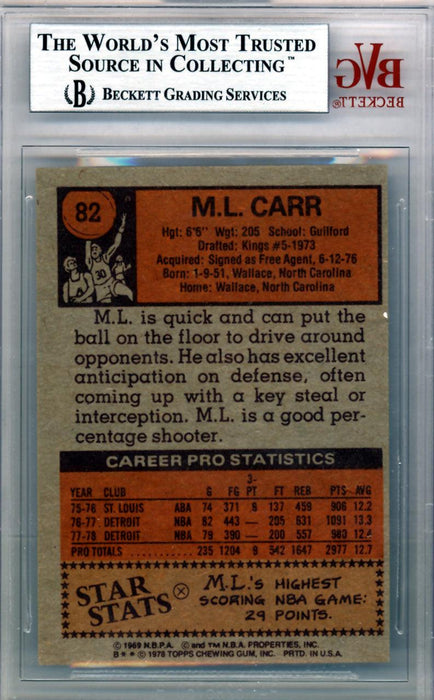 THE WORLD'S MOST TRUSTED
SOURCE IN COLLECTING™
B BECKETT GRADING SERVICES
BVG
BECKETT®
82
30
M.L. CARR
Hgt: 6'6" Wgt: 205 School: Guilford
Drafted: Kings #5-1973
Acquired: Signed as Free Agent, 6-12-76
Born: 1-9-51, Wallace, North Carolina
Home: Wallace, North Carolina
M.L. is quick and can put the
ball on the floor to drive around
opponents. He also has excellent
anticipation on defense, often
coming up with a key steal or
interception. M.L. is a good per-
centage shooter.
CAREER PRO STATISTICS
YEAR CLUB G FG 3-PT FT REB PTS AVG
75-76 ST. LOUIS ABA 74 371 9 137 459 906 12.2
76-77 DETROIT NBA 82 443 — 205 631 1091 13.3
77-78 DETROIT NBA 79 390 — 200 557 980 12.4
PRO TOTALS 235 1204 9 542 1647 2977 12.7
STAR
STATS
M.L.'S HIGHEST
SCORING NBA GAME:
29 POINTS.
© 1969 N.B.P.A. © and TM N.B.A. PROPERTIES, INC.
B * * © 1978 TOPPS CHEWING GUM, INC. PRTD. IN U.S.A.